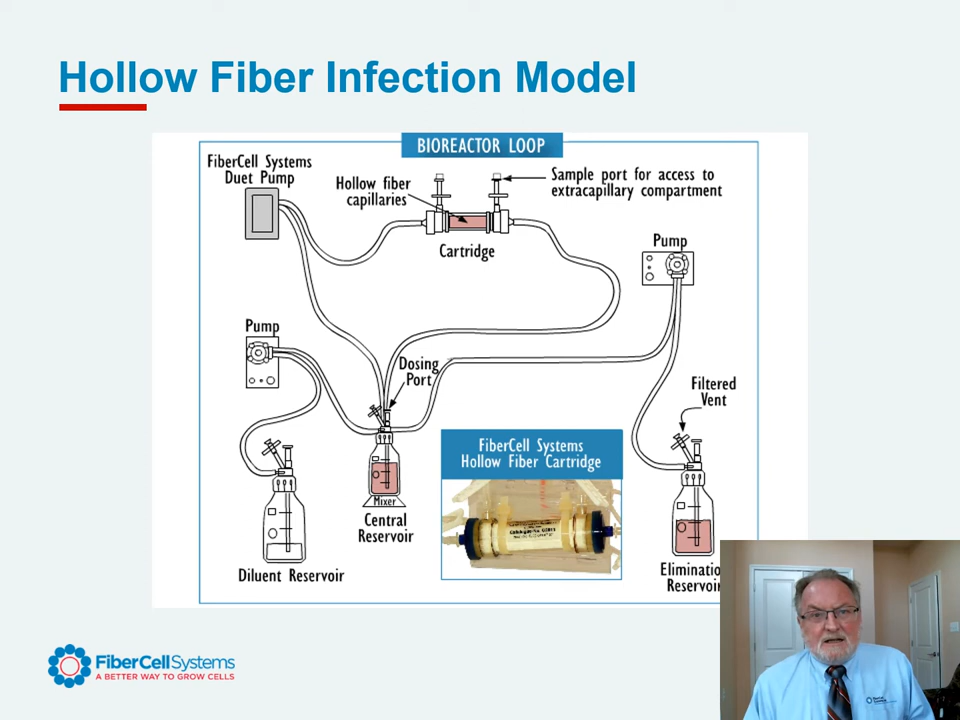 Hollow Fiber Infection Model
BIOREACTOR LOOP
FiberCell Systems
Duet Pump
Hollow fiber
capillaries
Sample port for access to
extracapillary compartment
Cartridge
Pump
Pump
Dosing
Port
Filtered
Vent
FiberCell Systems
Hollow Fiber Cartridge
Mixer
Central
Reservoir
Diluent Reservoir
Elimination
Reservoir
FiberCellSystems
A BETTER WAY TO GROW CELLS